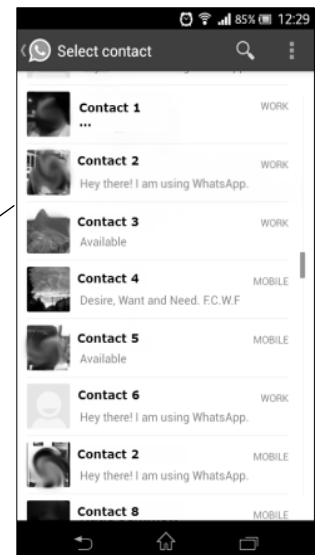 85% 12:29
Select contact
Contact 1 WORK
...
Contact 2 WORK
Hey there! I am using WhatsApp.
Contact 3 WORK
Available
Contact 4 MOBILE
Desire, Want and Need. F.C.W.F
Contact 5 MOBILE
Available
Contact 6 WORK
Hey there! I am using WhatsApp.
Contact 2 MOBILE
Hey there! I am using WhatsApp.
Contact 8 MOBILE